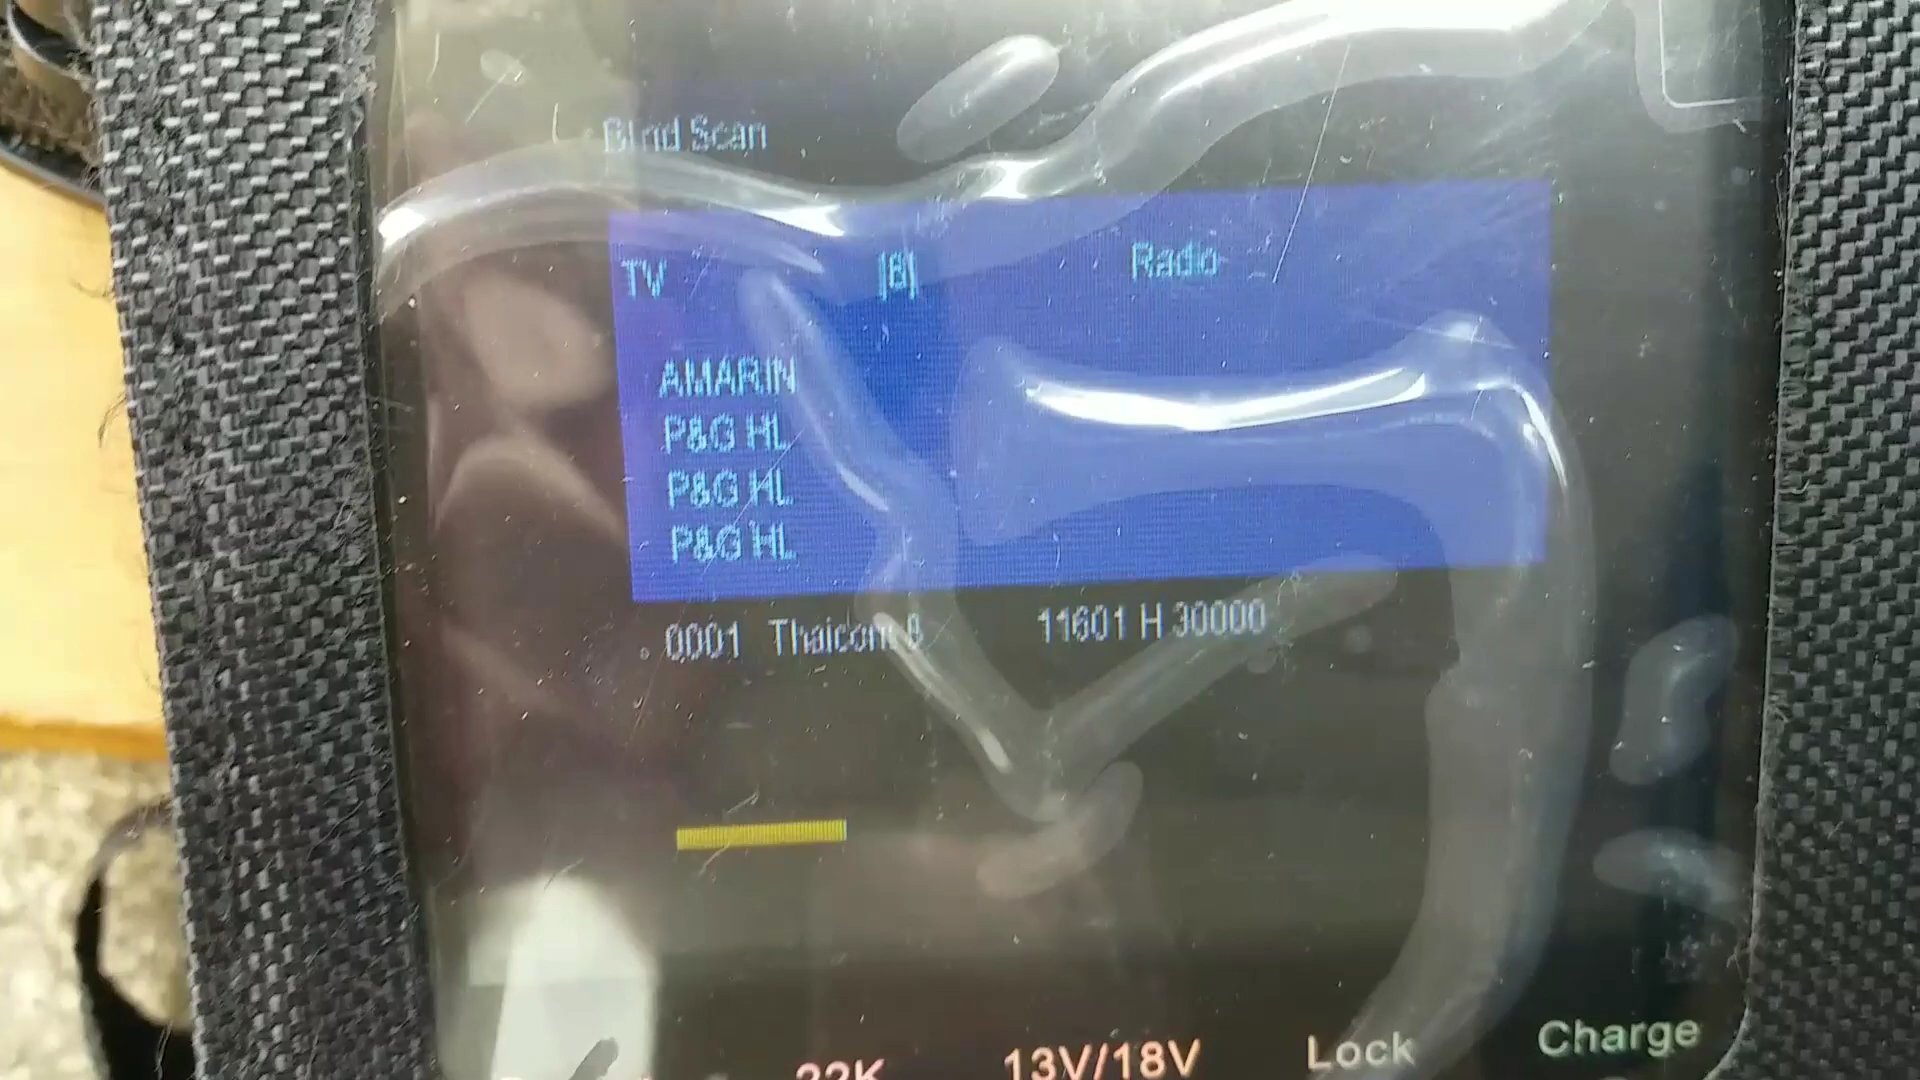 Blind Scan
TV |8| Radio
AMARIN
P&G HL
P&G HL
P&G HL
0001 Thaicom 8 11601 H 30000
22K 13V/18V Lock Charge